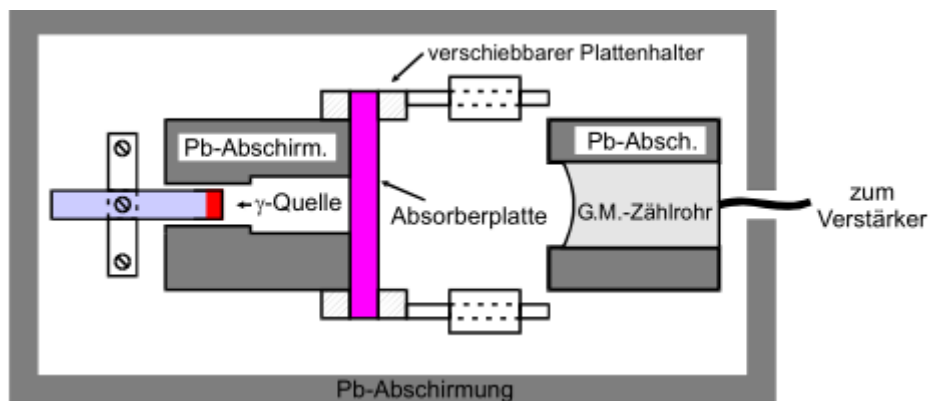 verschiebbarer Plattenhalter
Pb-Abschirm.
Pb-Absch.
γ-Quelle
Absorberplatte
G.M.-Zählrohr
zum
Verstärker
Pb-Abschirmung